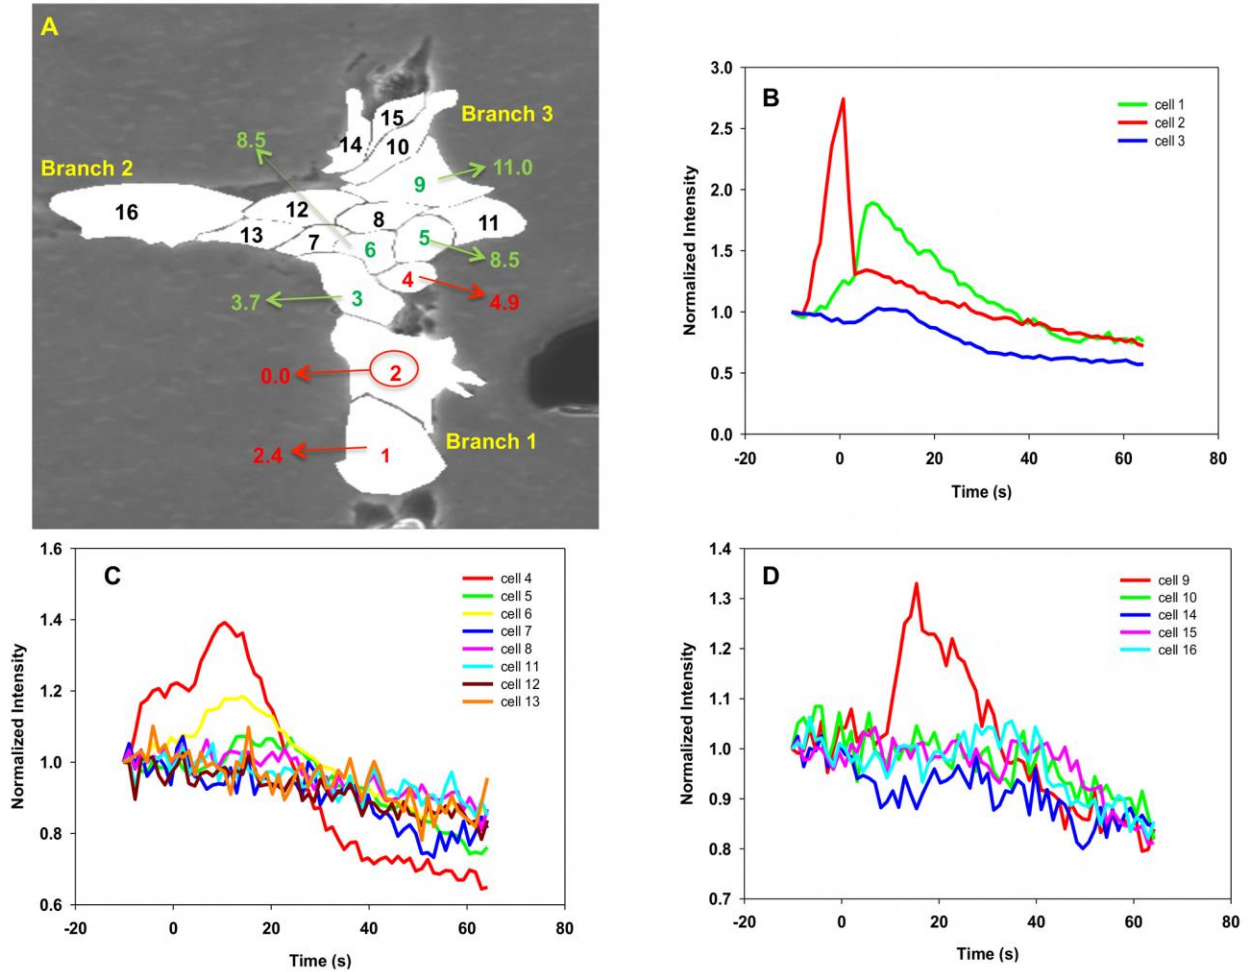 A
Branch 3
Branch 2
Branch 1
15
14
10
8.5
11.0
9
16
12
8
11
13
7
6
5
8.5
4
4.9
3.7
3
0.0
2
2.4
1
B
cell 1
cell 2
cell 3
3.0
2.5
2.0
1.5
1.0
0.5
0.0
Normalized Intensity
-20 0 20 40 60 80
Time (s)
C
cell 4
cell 5
cell 6
cell 7
cell 8
cell 11
cell 12
cell 13
1.6
1.4
1.2
1.0
0.8
0.6
Normalized Intensity
-20 0 20 40 60 80
Time (s)
D
cell 9
cell 10
cell 14
cell 15
cell 16
1.4
1.3
1.2
1.1
1.0
0.9
0.8
0.7
Normalized Intensity
-20 0 20 40 60 80
Time (s)